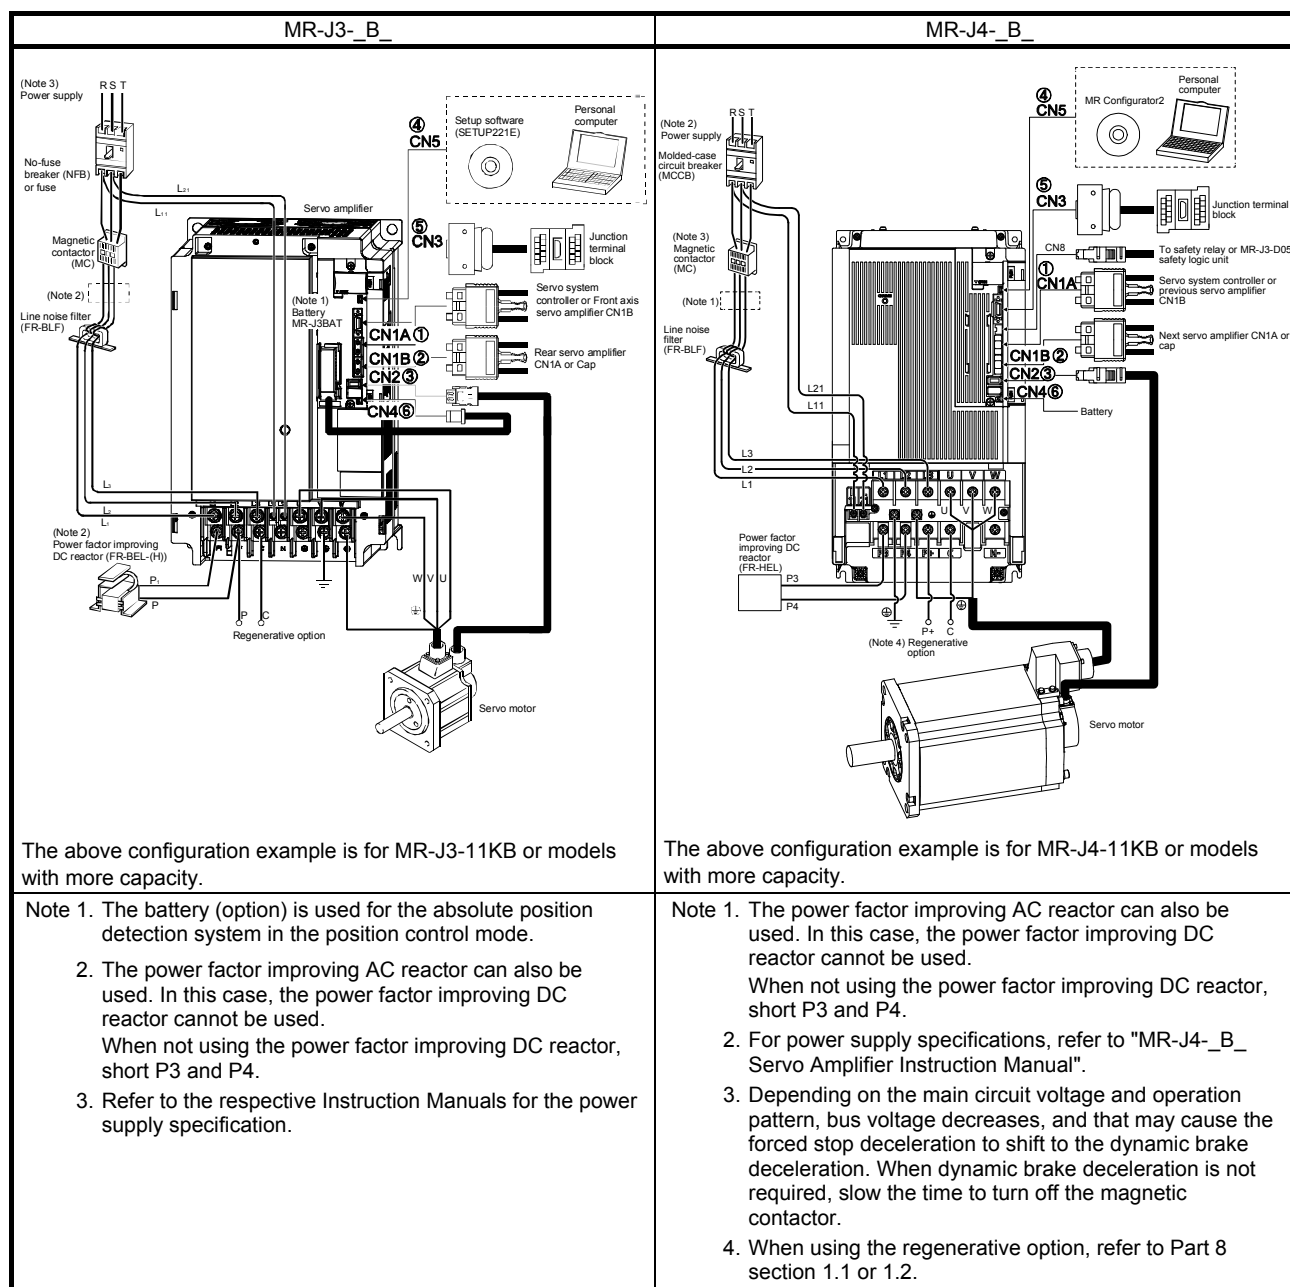 MR-J3-_B_
(Note 3)
Power supply
R S T
No-fuse
breaker (NFB)
or fuse
L21
L11
Magnetic
contactor
(MC)
(Note 2)
Line noise filter
(FR-BLF)
Servo amplifier
④
CN5
Setup software
(SETUP221E)
Personal
computer
⑤
CN3
Junction
terminal
block
(Note 1)
Battery
MR-J3BAT
CN1A ①
Servo system
controller or Front axis
servo amplifier CN1B
CN1B ②
Rear servo amplifier
CN1A or Cap
CN2 ③
CN4 ⑥
L3
L2
L1
(Note 2)
Power factor improving
DC reactor (FR-BEL-(H))
P1
P
P C
Regenerative option
W V U
Servo motor
The above configuration example is for MR-J3-11KB or models
with more capacity.
Note 1. The battery (option) is used for the absolute position
detection system in the position control mode.
2. The power factor improving AC reactor can also be
used. In this case, the power factor improving DC
reactor cannot be used.
When not using the power factor improving DC reactor,
short P3 and P4.
3. Refer to the respective Instruction Manuals for the power
supply specification.
MR-J4-_B_
R S T
(Note 2)
Power supply
Molded-case
circuit breaker
(MCCB)
(Note 3)
Magnetic
contactor
(MC)
(Note 1)
Line noise
filter
(FR-BLF)
④
CN5
MR Configurator2
Personal
computer
⑤
CN3
Junction terminal
block
CN8
To safety relay or MR-J3-D05
safety logic unit
①
CN1A
Servo system controller or
previous servo amplifier
CN1B
CN1B ②
Next servo amplifier CN1A or
cap
CN2 ③
CN4 ⑥
Battery
L21
L11
L3
L2
L1
L1 L2 L3 U V W
U V W
P3 P4 P+ C N-
Power factor
improving DC
reactor
(FR-HEL)
P3
P4
P+ C
(Note 4) Regenerative
option
Servo motor
The above configuration example is for MR-J4-11KB or models
with more capacity.
Note 1. The power factor improving AC reactor can also be
used. In this case, the power factor improving DC
reactor cannot be used.
When not using the power factor improving DC reactor,
short P3 and P4.
2. For power supply specifications, refer to "MR-J4-_B_
Servo Amplifier Instruction Manual".
3. Depending on the main circuit voltage and operation
pattern, bus voltage decreases, and that may cause the
forced stop deceleration to shift to the dynamic brake
deceleration. When dynamic brake deceleration is not
required, slow the time to turn off the magnetic
contactor.
4. When using the regenerative option, refer to Part 8
section 1.1 or 1.2.